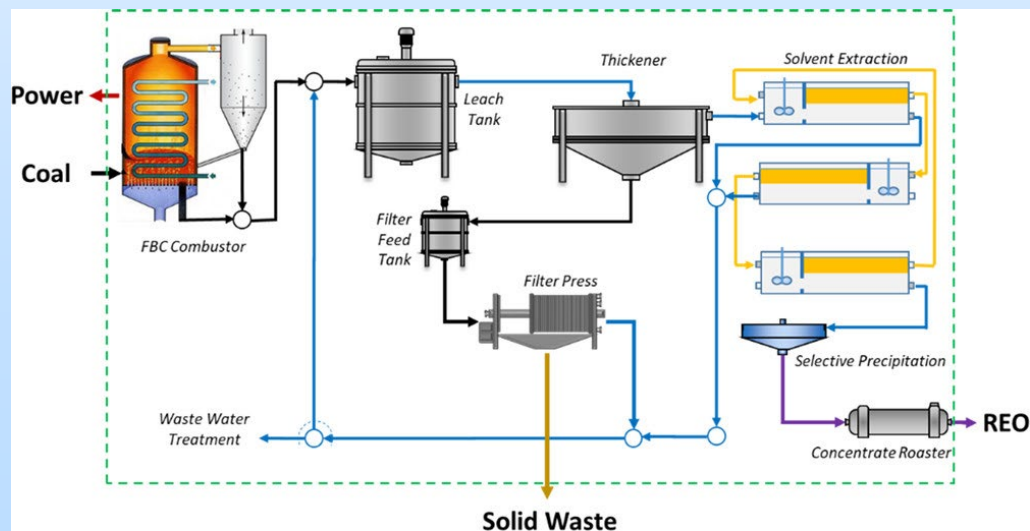 Thickener
Solvent Extraction
Power
Leach
Tank
Coal
Filter
Feed
Tank
FBC Combustor
Filter Press
Selective Precipitation
Waste Water
Treatment
REO
Concentrate Roaster
Solid Waste